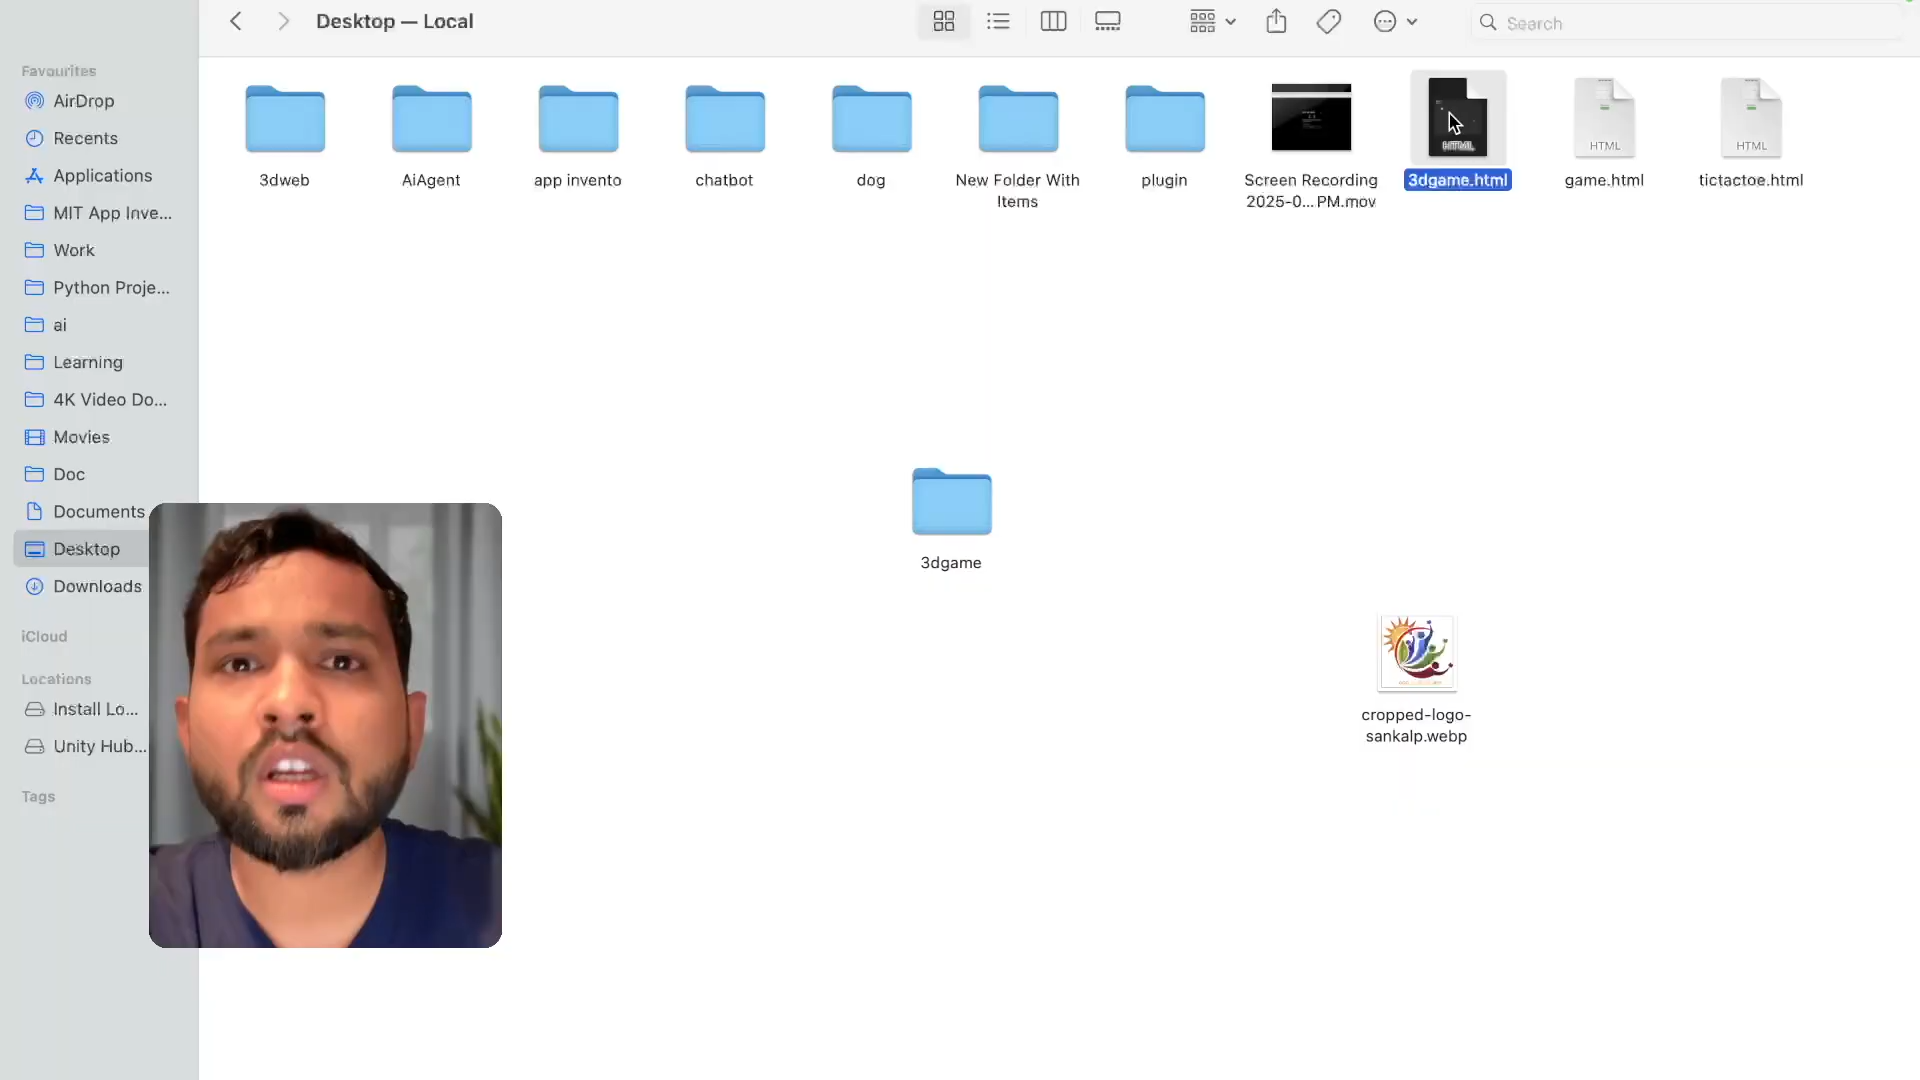 Desktop — Local
Search
Favourites
AirDrop
Recents
Applications
MIT App Inve...
Work
Python Proje...
ai
Learning
4K Video Do...
Movies
Doc
Documents
Desktop
Downloads
iCloud
Locations
Install Lo...
Unity Hub...
Tags
3dweb
AiAgent
app invento
chatbot
dog
New Folder With
Items
plugin
Screen Recording
2025-0... PM.mov
HTML
3dgame.html
HTML
game.html
HTML
tictactoe.html
3dgame
cropped-logo-
sankalp.webp